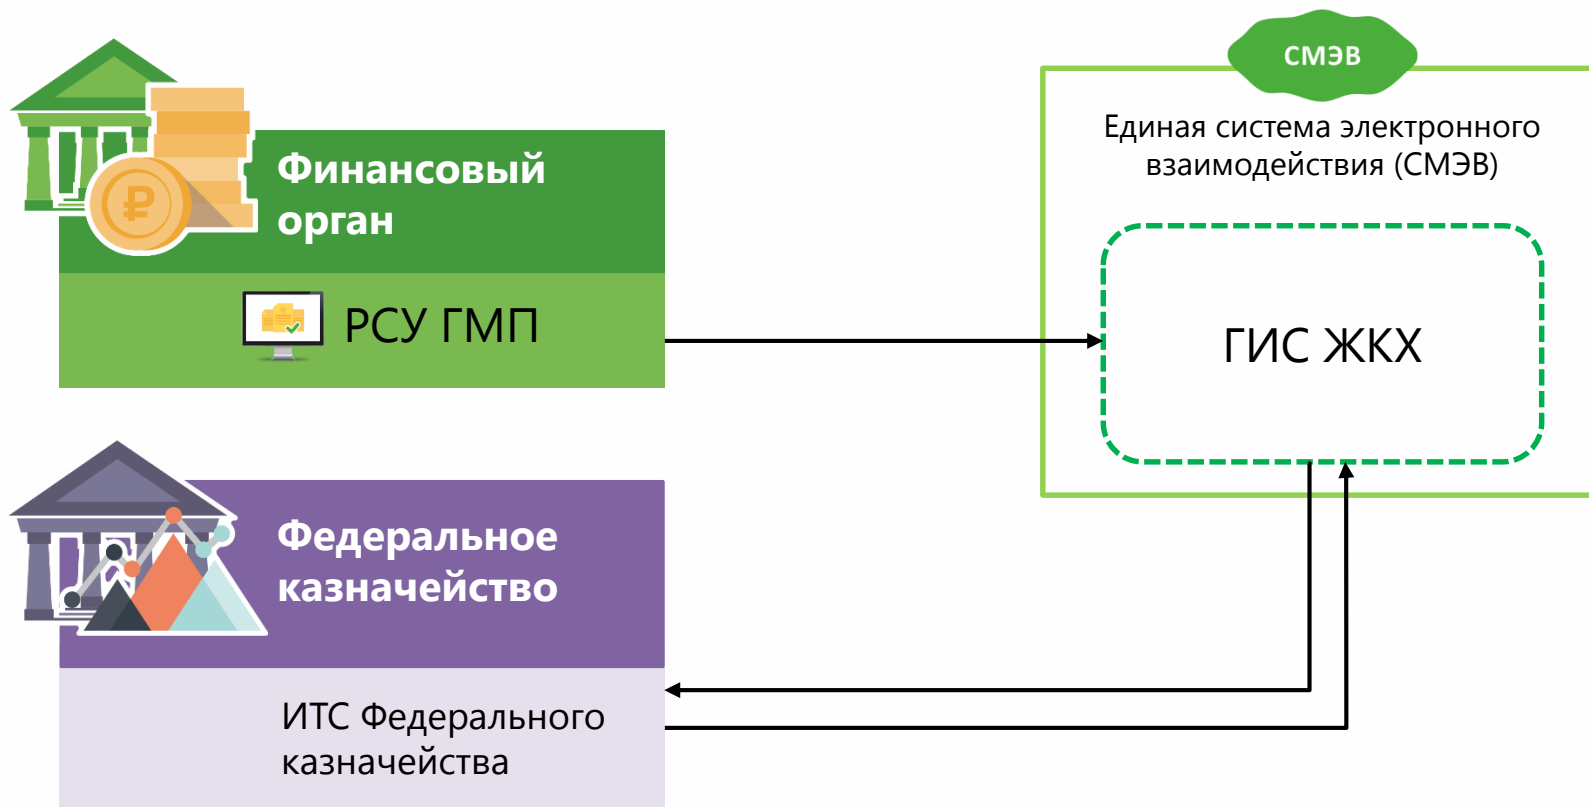 СМЭВ
Единая система электронного
взаимодействия (СМЭВ)
Финансовый
орган
₽
РСУ ГМП
ГИС ЖКХ
Федеральное
казначейство
ИТС Федерального
казначейства